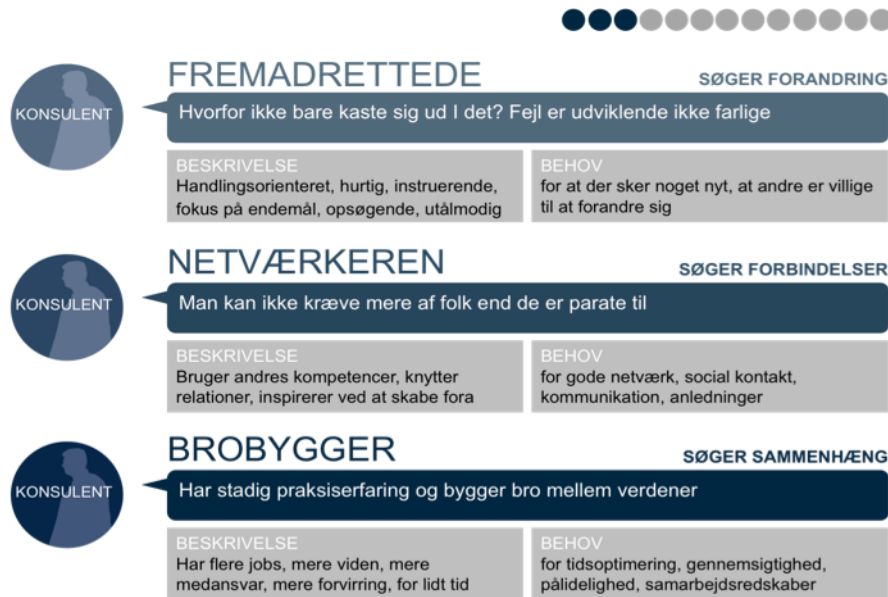 FREMADRETTEDE
SØGER FORANDRING
KONSULENT
Hvorfor ikke bare kaste sig ud I det? Fejl er udviklende ikke farlige
BESKRIVELSE
Handlingsorienteret, hurtig, instruerende,
fokus på endemål, opsøgende, utålmodig
BEHOV
for at der sker noget nyt, at andre er villige
til at forandre sig
NETVÆRKEREN
SØGER FORBINDELSER
KONSULENT
Man kan ikke kræve mere af folk end de er parate til
BESKRIVELSE
Bruger andres kompetencer, knytter
relationer, inspirerer ved at skabe fora
BEHOV
for gode netværk, social kontakt,
kommunikation, anledninger
BROBYGGER
SØGER SAMMENHÆNG
KONSULENT
Har stadig praksiserfaring og bygger bro mellem verdener
BESKRIVELSE
Har flere jobs, mere viden, mere
medansvar, mere forvirring, for lidt tid
BEHOV
for tidsoptimering, gennemsigtighed,
pålidelighed, samarbejdsredskaber